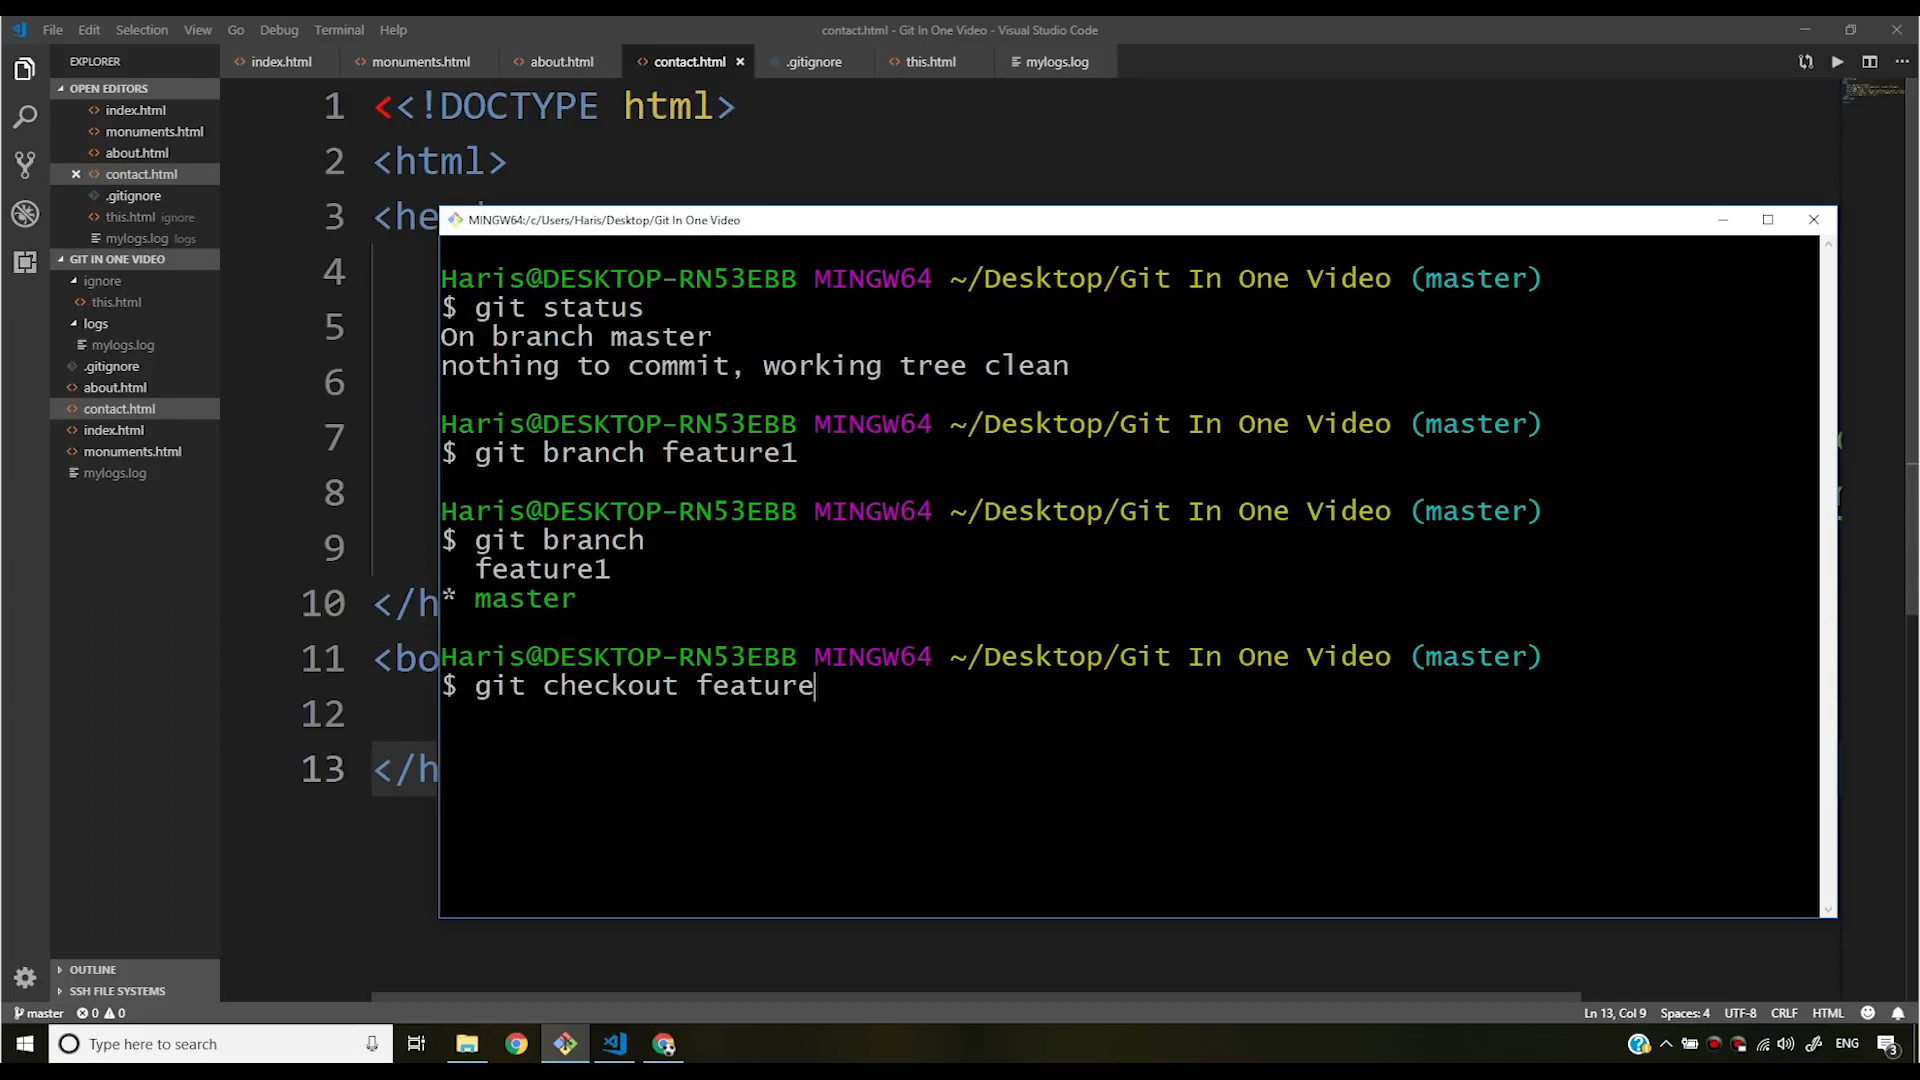 File Edit Selection View Go Debug Terminal Help
contact.html - Git In One Video - Visual Studio Code
EXPLORER
index.html
monuments.html
about.html
contact.html
.gitignore
this.html
mylogs.log
OPEN EDITORS
index.html
monuments.html
about.html
contact.html
.gitignore
this.html ignore
mylogs.log logs
GIT IN ONE VIDEO
ignore
this.html
logs
mylogs.log
.gitignore
about.html
contact.html
index.html
monuments.html
mylogs.log
OUTLINE
SSH FILE SYSTEMS
1 <<!DOCTYPE html>
2 <html>
3 <he
4
5
6
7
8
9
10 </h
11 <bo
12
13 </h
MINGW64:/c/Users/Haris/Desktop/Git In One Video
Haris@DESKTOP-RN53EBB MINGW64 ~/Desktop/Git In One Video (master)
$ git status
On branch master
nothing to commit, working tree clean
Haris@DESKTOP-RN53EBB MINGW64 ~/Desktop/Git In One Video (master)
$ git branch feature1
Haris@DESKTOP-RN53EBB MINGW64 ~/Desktop/Git In One Video (master)
$ git branch
feature1
* master
Haris@DESKTOP-RN53EBB MINGW64 ~/Desktop/Git In One Video (master)
$ git checkout feature
master 0 0
Ln 13, Col 9 Spaces: 4 UTF-8 CRLF HTML
Type here to search
ENG
3